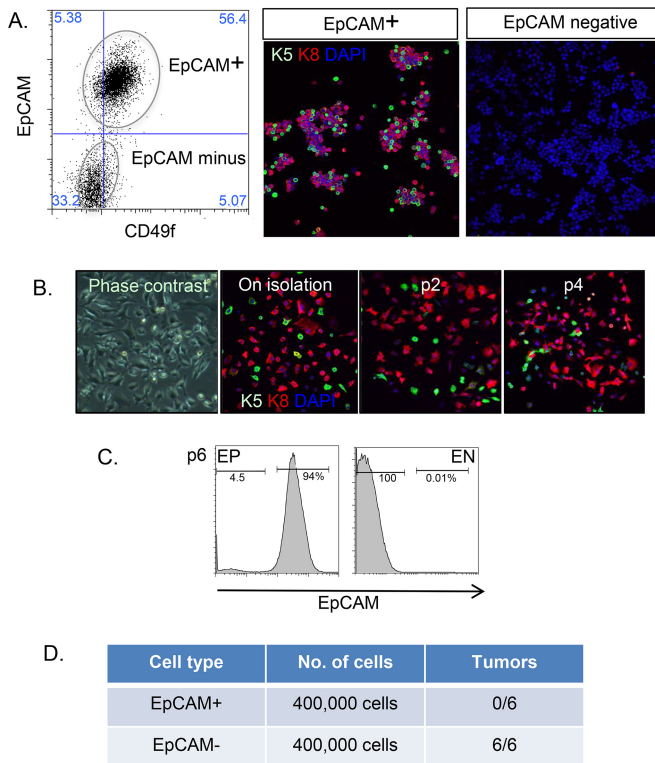 A.
5.38
56.4
EpCAM+
EpCAM minus
33.2
5.07
EpCAM
CD49f
EpCAM+
K5 K8 DAPI
EpCAM negative
B.
Phase contrast
On isolation
K5 K8 DAPI
p2
p4
C.
p6
EP
4.5
94%
EN
100
0.01%
EpCAM
D.
Cell type No. of cells Tumors
EpCAM+ 400,000 cells 0/6
EpCAM- 400,000 cells 6/6